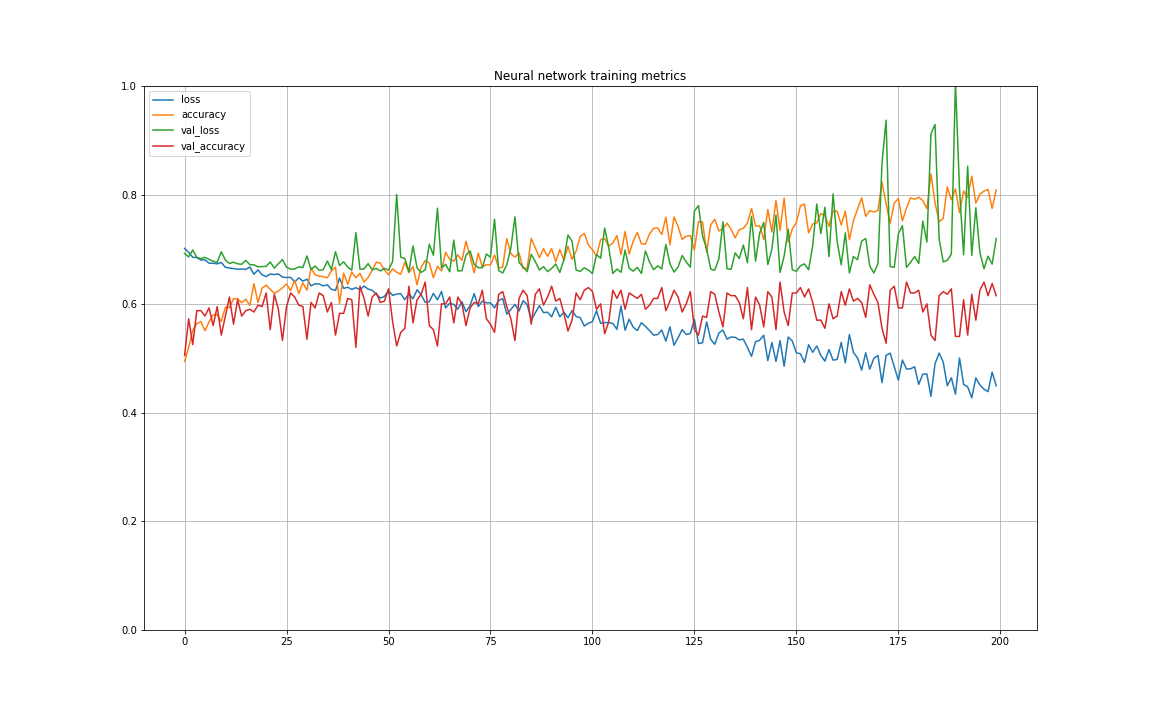 Neural network training metrics
1.0
loss
accuracy
val_loss
val_accuracy
0.8
0.6
0.4
0.2
0.0
0 25 50 75 100 125 150 175 200